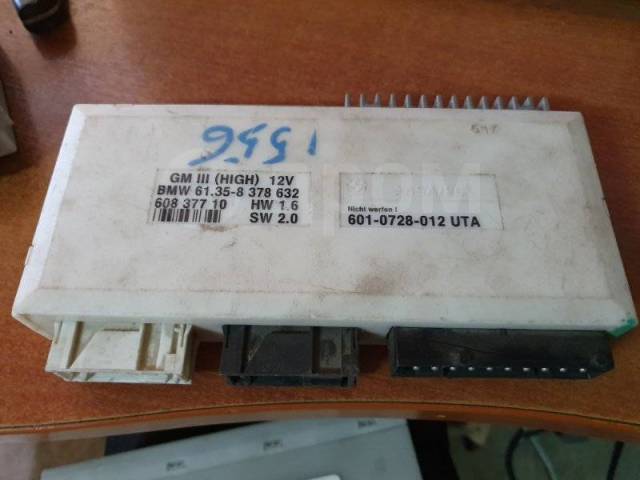 1556
GM III (HIGH) 12V
BMW 61.35-8 378 632
608 377 10 HW 1.6
SW 2.0
Nicht werfen !
601-0728-012 UTA